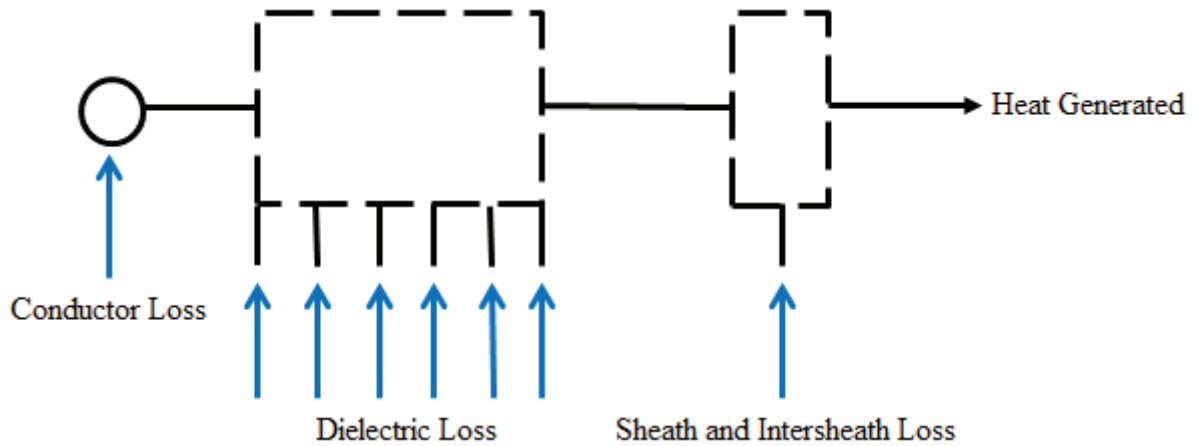 Heat Generated
Conductor Loss
Dielectric Loss
Sheath and Intersheath Loss